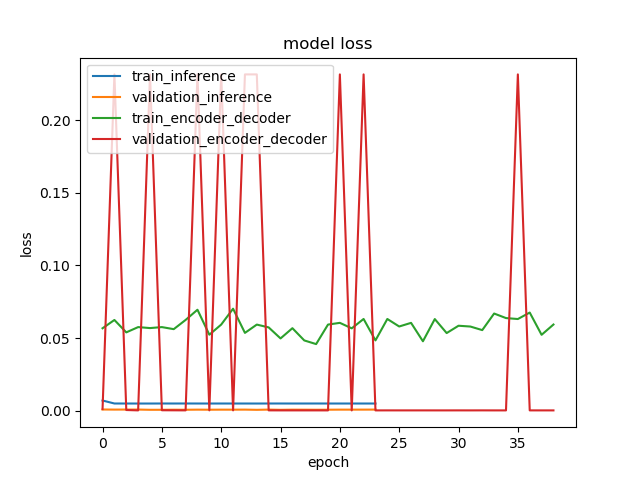 model loss
train_inference
validation_inference
train_encoder_decoder
validation_encoder_decoder
loss
0.20
0.15
0.10
0.05
0.00
0 5 10 15 20 25 30 35
epoch